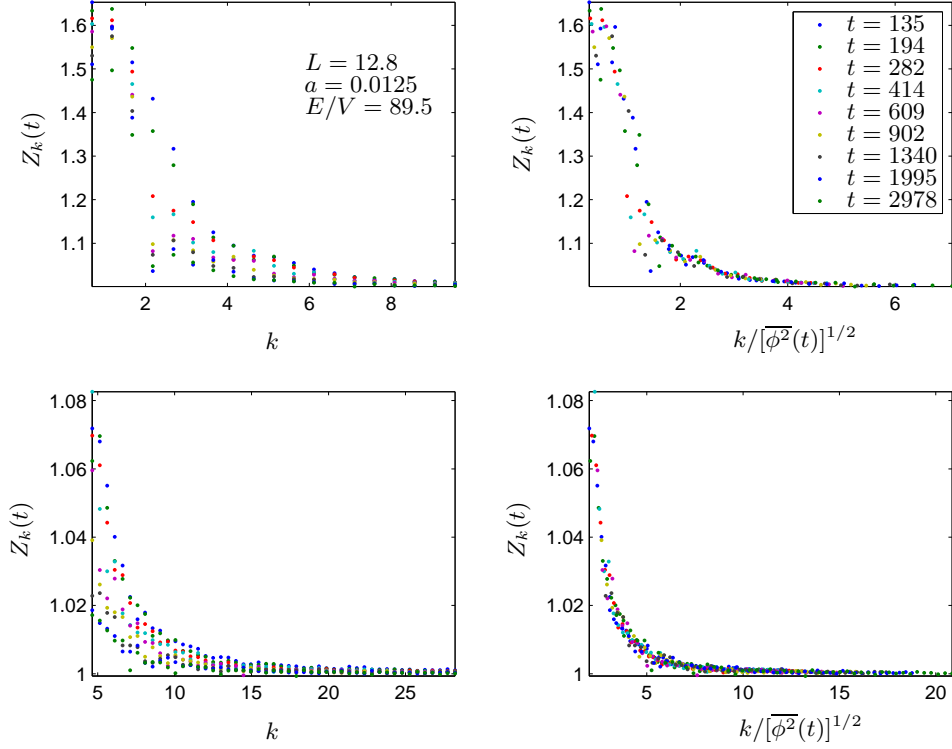 1.6
1.5
1.4
1.3
1.2
1.1
Z_k(t)
L = 12.8
a = 0.0125
E/V = 89.5
2 4 6 8
k
1.6
1.5
1.4
1.3
1.2
1.1
Z_k(t)
t = 135
t = 194
t = 282
t = 414
t = 609
t = 902
t = 1340
t = 1995
t = 2978
2 4 6
k/[\overline{φ²}(t)]^{1/2}
1.08
1.06
1.04
1.02
1
Z_k(t)
5 10 15 20 25
k
1.08
1.06
1.04
1.02
1
Z_k(t)
5 10 15 20
k/[\overline{φ²}(t)]^{1/2}